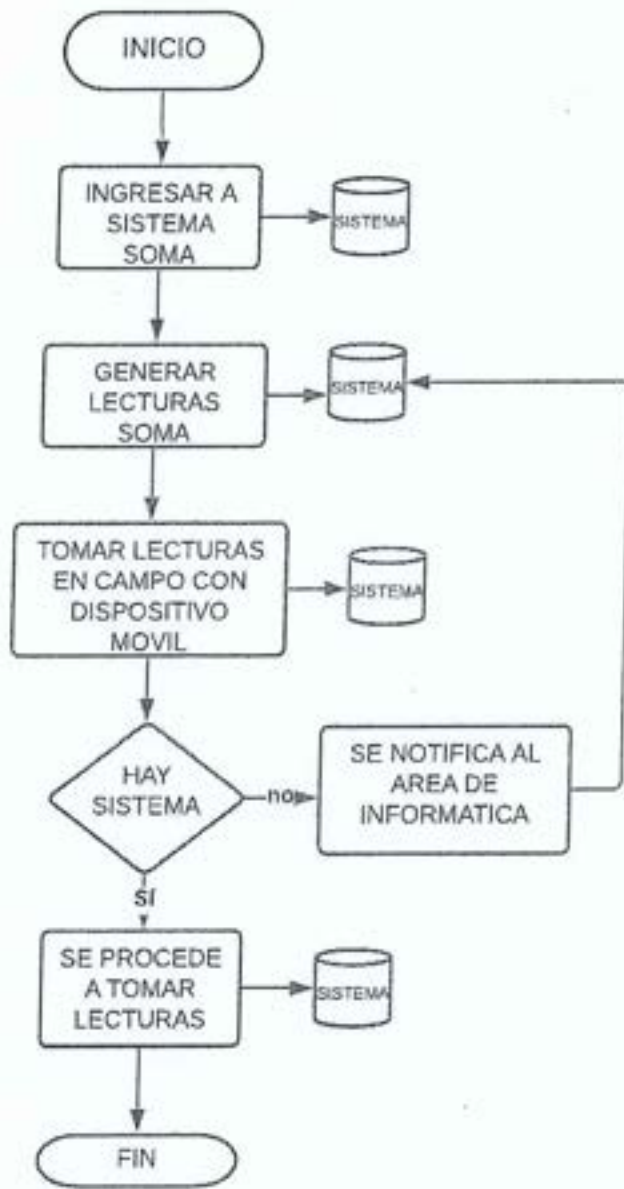 INICIO
INGRESAR A
SISTEMA
SOMA
SISTEMA
GENERAR
LECTURAS
SOMA
SISTEMA
TOMAR LECTURAS
EN CAMPO CON
DISPOSITIVO
MOVIL
SISTEMA
HAY
SISTEMA
no
SE NOTIFICA AL
AREA DE
INFORMATICA
SÍ
SE PROCEDE
A TOMAR
LECTURAS
SISTEMA
FIN